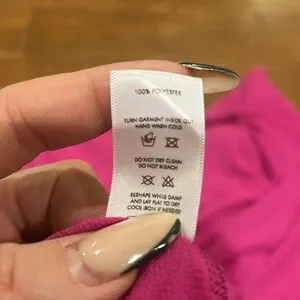 100% POLYESTER
TURN GARMENT INSIDE OUT
HAND WARM COLD
DO NOT DRY CLEAN
DO NOT BLEACH
RESHAPE WHILE DAMP
AND LAY FLAT TO DRY
COOL IRON IF NEEDED